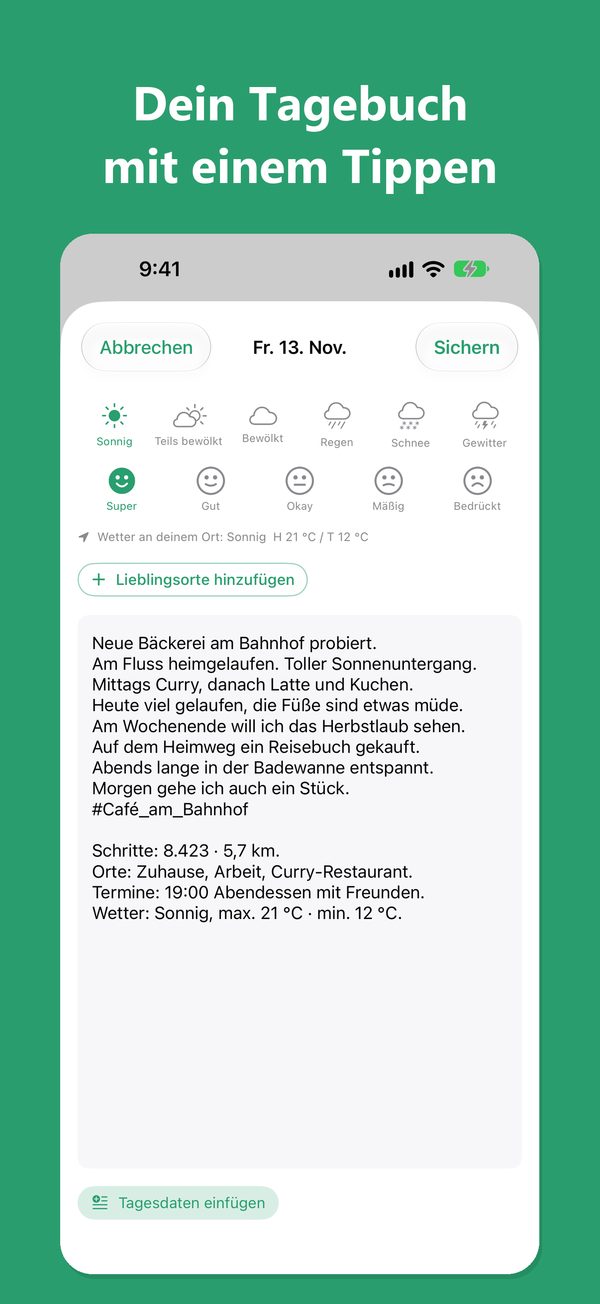 Dein Tagebuch
mit einem Tippen
9:41
Abbrechen Fr. 13. Nov. Sichern
Sonnig Teils bewölkt Bewölkt Regen Schnee Gewitter
Super Gut Okay Mäßig Bedrückt
Wetter an deinem Ort: Sonnig H 21 °C / T 12 °C
+ Lieblingsorte hinzufügen
Neue Bäckerei am Bahnhof probiert.
Am Fluss heimgelaufen. Toller Sonnenuntergang.
Mittags Curry, danach Latte und Kuchen.
Heute viel gelaufen, die Füße sind etwas müde.
Am Wochenende will ich das Herbstlaub sehen.
Auf dem Heimweg ein Reisebuch gekauft.
Abends lange in der Badewanne entspannt.
Morgen gehe ich auch ein Stück.
#Café_am_Bahnhof
Schritte: 8.423 · 5,7 km.
Orte: Zuhause, Arbeit, Curry-Restaurant.
Termine: 19:00 Abendessen mit Freunden.
Wetter: Sonnig, max. 21 °C · min. 12 °C.
Tagesdaten einfügen